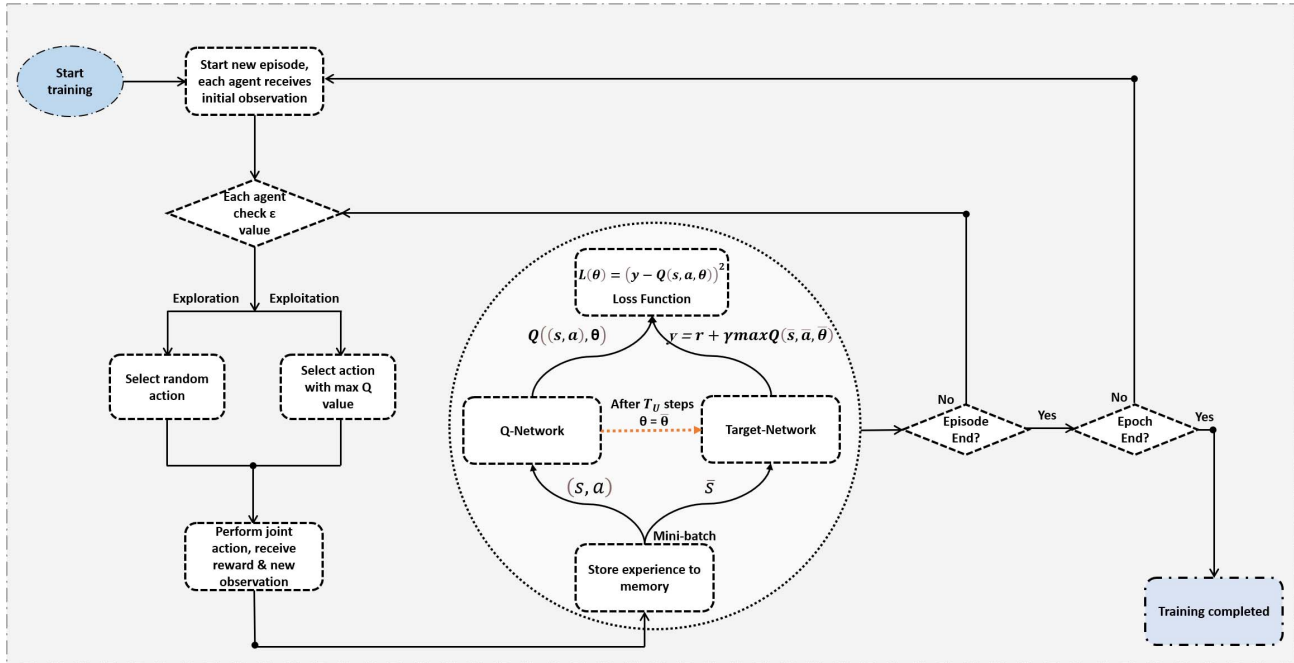 Start
training
Start new episode,
each agent receives
initial observation
Each agent
check ε
value
Exploration
Exploitation
Select random
action
Select action
with max Q
value
Perform joint
action, receive
reward & new
observation
L(θ) = (y − Q(s, a, θ))²
Loss Function
Q((s, a), θ)
y = r + γmaxQ(s̅, a̅, θ̅)
Q-Network
After T_U steps
θ = θ̅
Target-Network
(s, a)
s̅
Mini-batch
Store experience to
memory
No
Episode
End?
Yes
No
Epoch
End?
Yes
Training completed